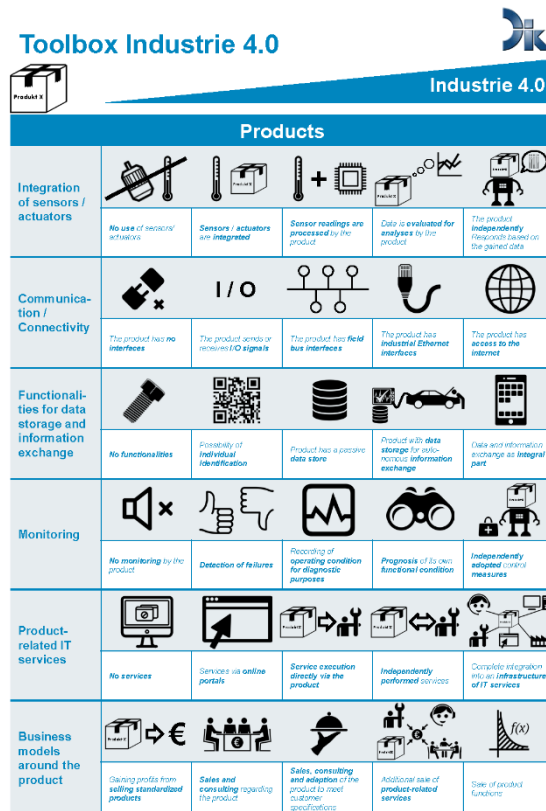 Toolbox Industrie 4.0
Produkt X
Industrie 4.0
Products
Integration
of sensors /
actuators
No use of sensors/
actuators
Sensors / actuators
are integrated
Sensor readings are
processed by the
product
Data is evaluated for
analyses by the
product
The product
independently
Responds based on
the gained data
Communica-
tion /
Connectivity
I / O
The product has no
interfaces
The product sends or
receives I/O signals
The product has field
bus interfaces
The product has
Industrial Ethernet
interfaces
The product has
access to the
internet
Functionali-
ties for data
storage and
information
exchange
No functionalities
Possibility of
individual
identification
Product has a passive
data store
Product with data
storage for auto-
nomous information
exchange
Data and information
exchange as integral
part
Monitoring
No monitoring by the
product
Detection of failures
Recording of
operating condition
for diagnostic
purposes
Prognosis of its own
functional condition
Independently
adopted control
measures
Product-
related IT
services
No services
Services via online
portals
Service execution
directly via the
product
Independently
performed services
Complete integration
into an infrastructure
of IT services
Business
models
around the
product
€
f(x)
Gaining profits from
selling standardized
products
Sales and
consulting regarding
the product
Sales, consulting
and adaption of the
product to meet
customer
specifications
Additional sale of
product-related
services
Sale of product
functions